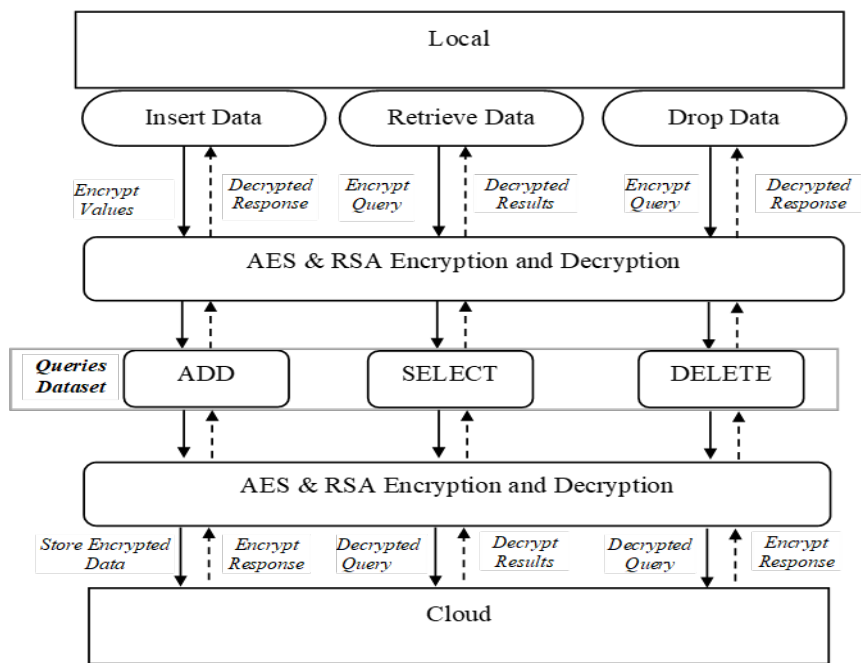 Local
Insert Data
Retrieve Data
Drop Data
Encrypt
Values
Decrypted
Response
Encrypt
Query
Decrypted
Results
Encrypt
Query
Decrypted
Response
AES & RSA Encryption and Decryption
Queries
Dataset
ADD
SELECT
DELETE
AES & RSA Encryption and Decryption
Store Encrypted
Data
Encrypt
Response
Decrypted
Query
Decrypt
Results
Decrypted
Query
Encrypt
Response
Cloud